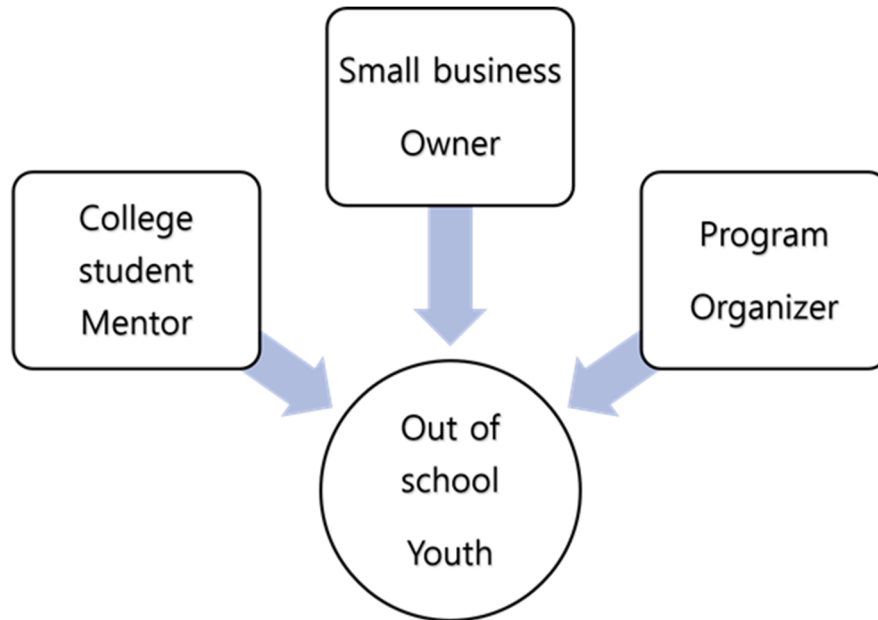 Small business
Owner
College
student
Mentor
Program
Organizer
Out of
school
Youth